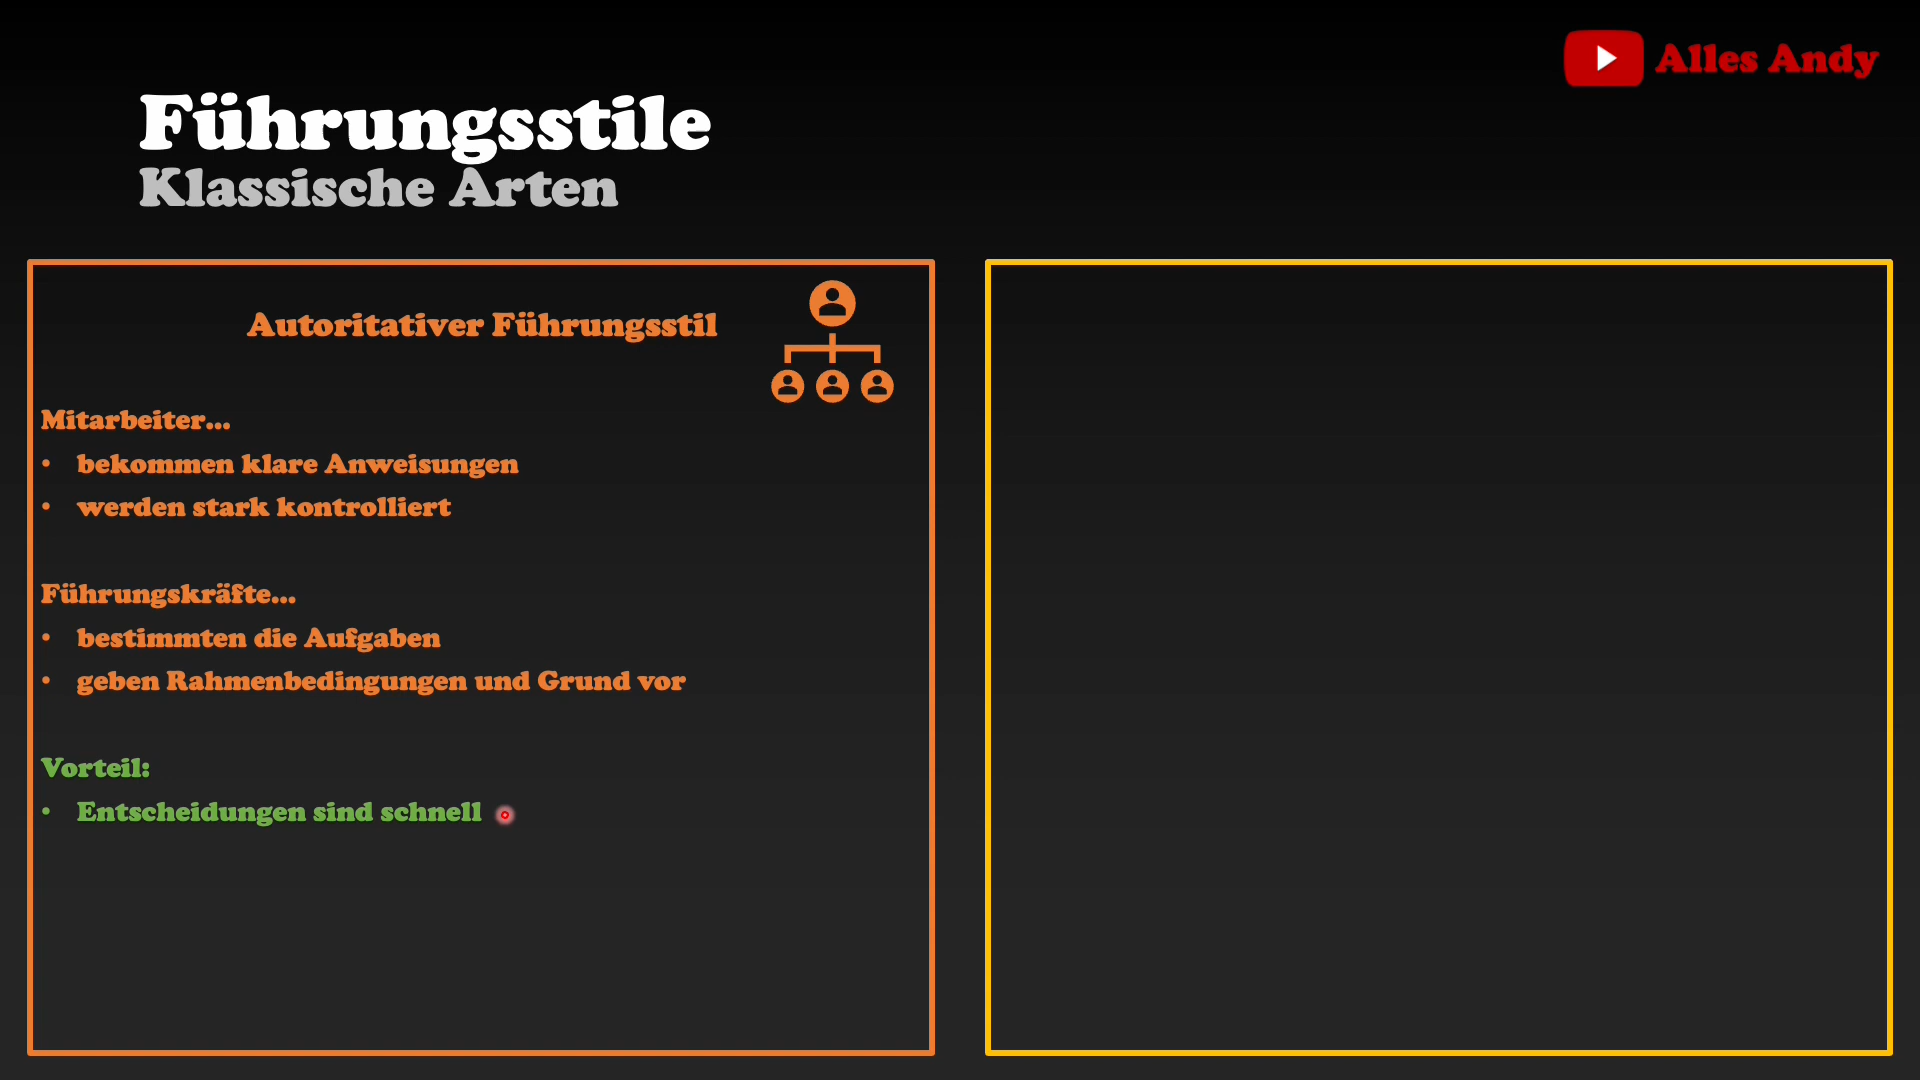 Alles Andy
Führungsstile
Klassische Arten
Autoritativer Führungsstil
Mitarbeiter...
• bekommen klare Anweisungen
• werden stark kontrolliert
Führungskräfte...
• bestimmten die Aufgaben
• geben Rahmenbedingungen und Grund vor
Vorteil:
• Entscheidungen sind schnell